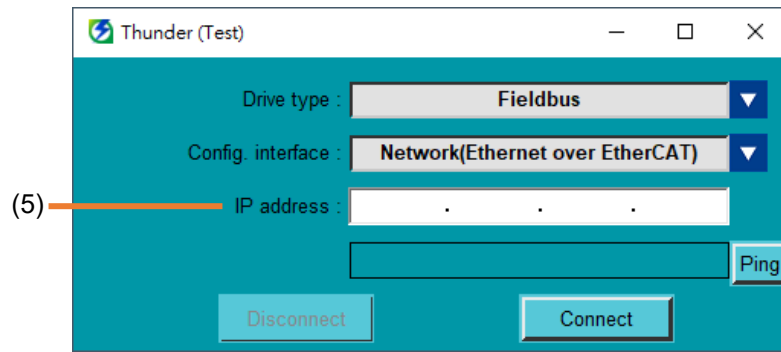 Thunder (Test)
Drive type : Fieldbus
Config. interface : Network(Ethernet over EtherCAT)
(5) IP address : . . .
Ping
Disconnect Connect